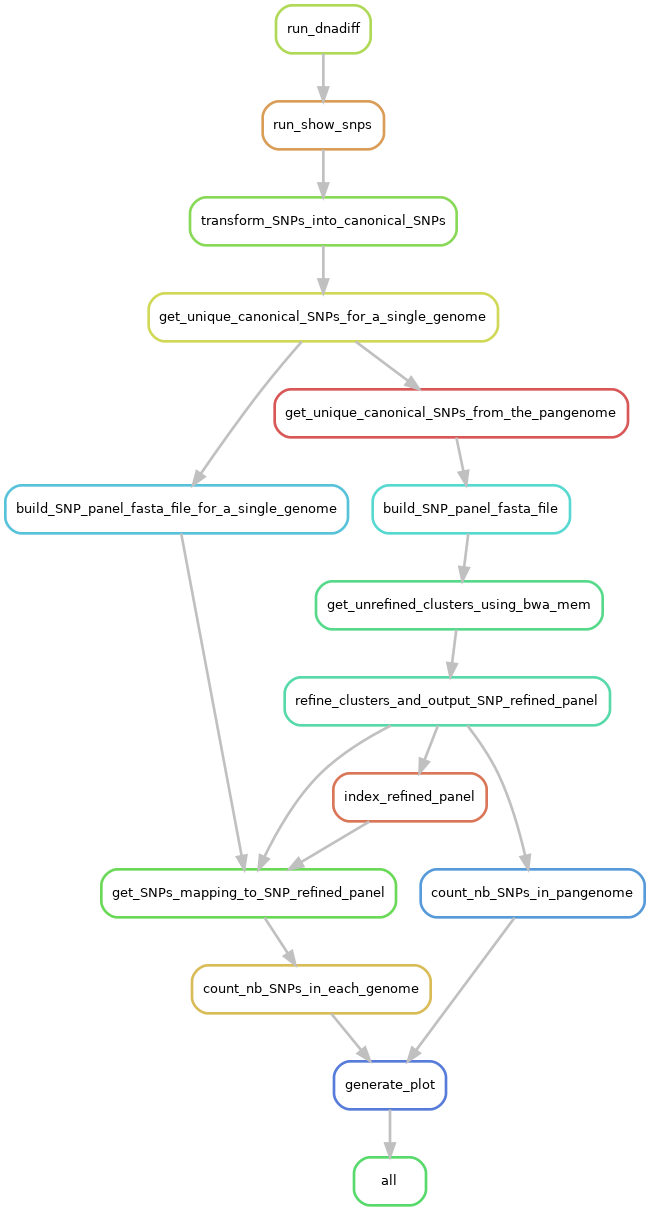 run_dnadiff
run_show_snps
transform_SNPs_into_canonical_SNPs
get_unique_canonical_SNPs_for_a_single_genome
get_unique_canonical_SNPs_from_the_pangenome
build_SNP_panel_fasta_file_for_a_single_genome
build_SNP_panel_fasta_file
get_unrefined_clusters_using_bwa_mem
refine_clusters_and_output_SNP_refined_panel
index_refined_panel
get_SNPs_mapping_to_SNP_refined_panel
count_nb_SNPs_in_pangenome
count_nb_SNPs_in_each_genome
generate_plot
all